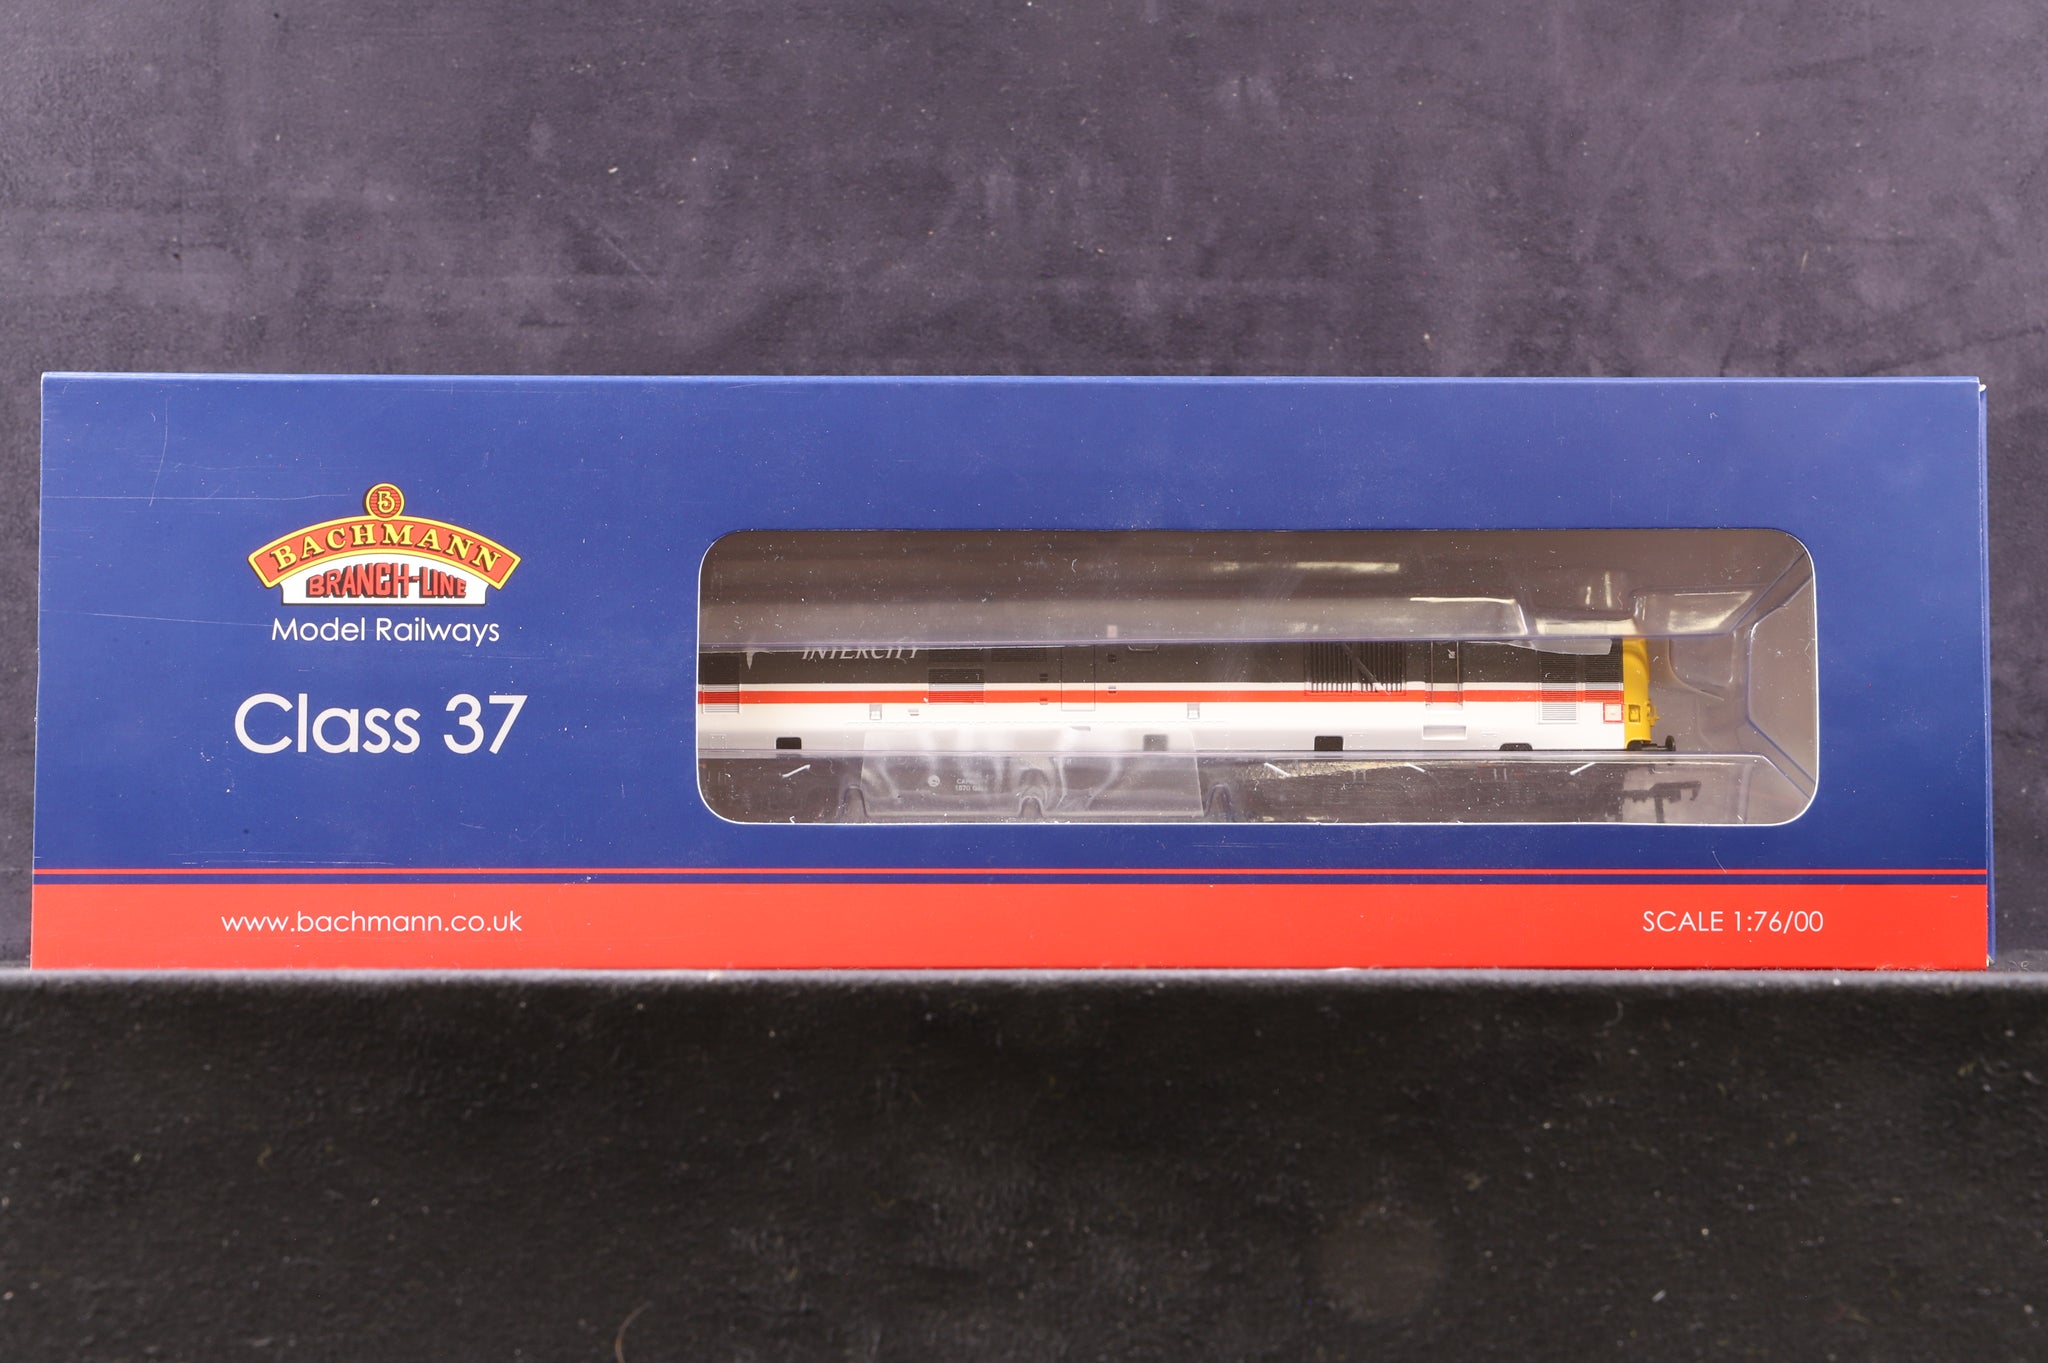 B
BACHMANN
BRANCH-LINE
Model Railways
Class 37
INTERCITY
www.bachmann.co.uk
SCALE 1:76/00